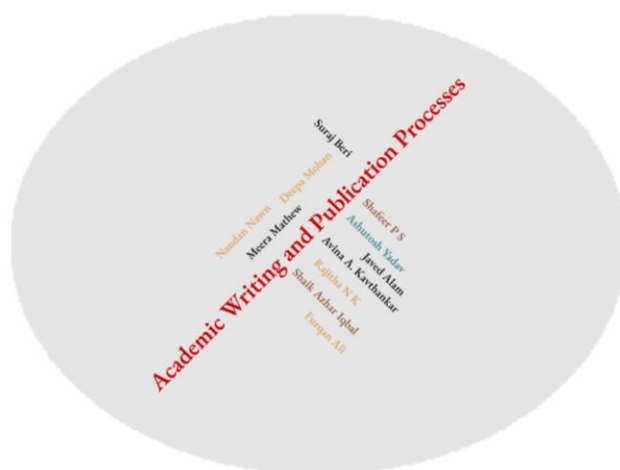 Suraj Beri
Deepa Mohan
Nandan Nawn
Meera Mathew
Academic Writing and Publication Processes
Shafeer P S
Ashutosh Yadav
Javed Alam
Avina A. Kavthankar
Rajitha N K
Shaik Azhar Iqbal
Furqan Ali